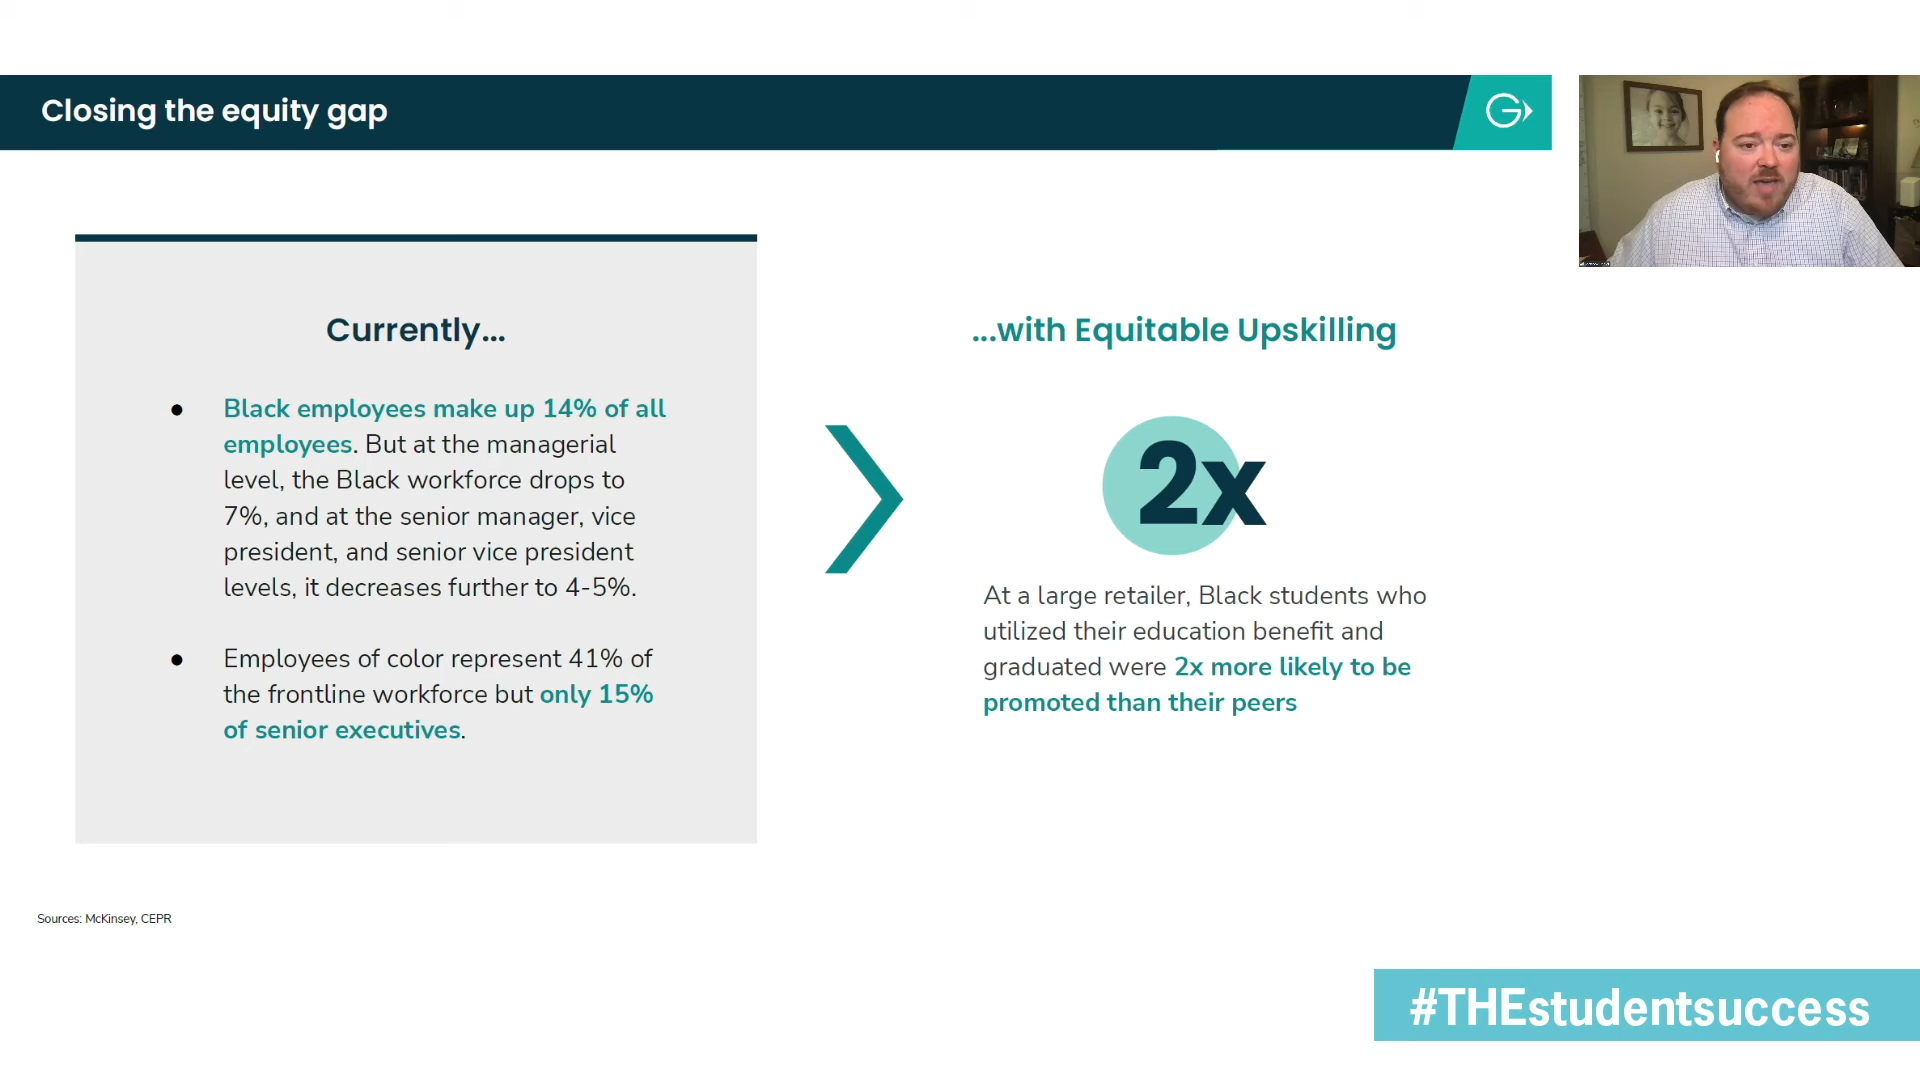 Closing the equity gap
Currently...
● Black employees make up 14% of all
employees. But at the managerial
level, the Black workforce drops to
7%, and at the senior manager, vice
president, and senior vice president
levels, it decreases further to 4-5%.
● Employees of color represent 41% of
the frontline workforce but only 15%
of senior executives.
...with Equitable Upskilling
2x
At a large retailer, Black students who
utilized their education benefit and
graduated were 2x more likely to be
promoted than their peers
Sources: McKinsey, CEPR
#THEstudentsuccess